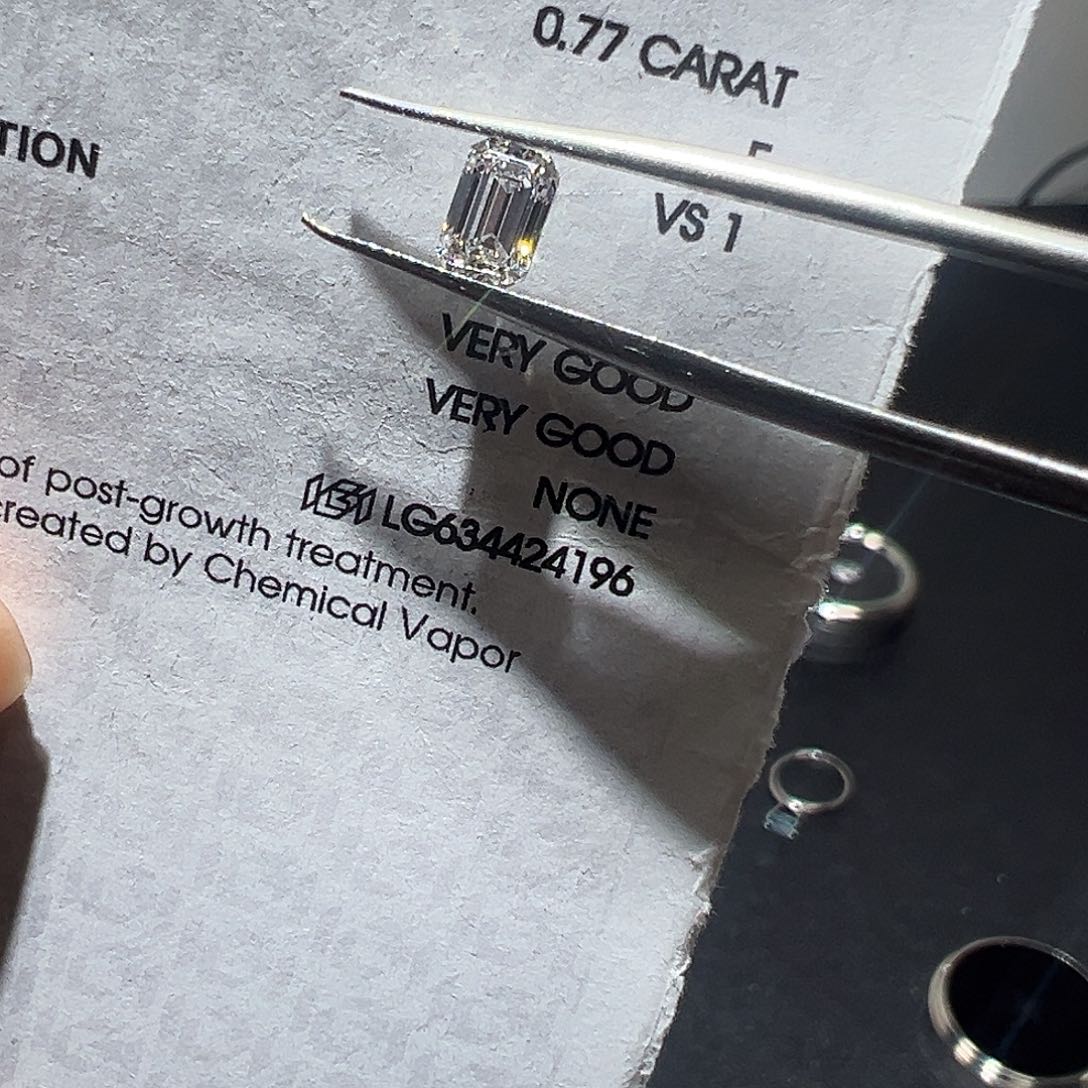 0.77 CARAT
VS 1
TION
VERY GOOD
VERY GOOD
NONE
IGI LG634424196
of post-growth treatment.
created by Chemical Vapor